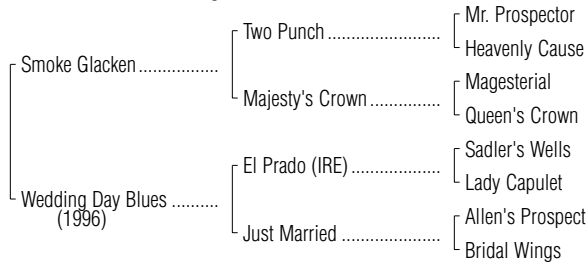 Mr. Prospector
Two Punch ........................
Heavenly Cause
Smoke Glacken .................
Magesterial
Majesty's Crown ...............
Queen's Crown
Sadler's Wells
El Prado (IRE) ...................
Lady Capulet
Wedding Day Blues ..........
(1996)
Allen's Prospect
Just Married .....................
Bridal Wings